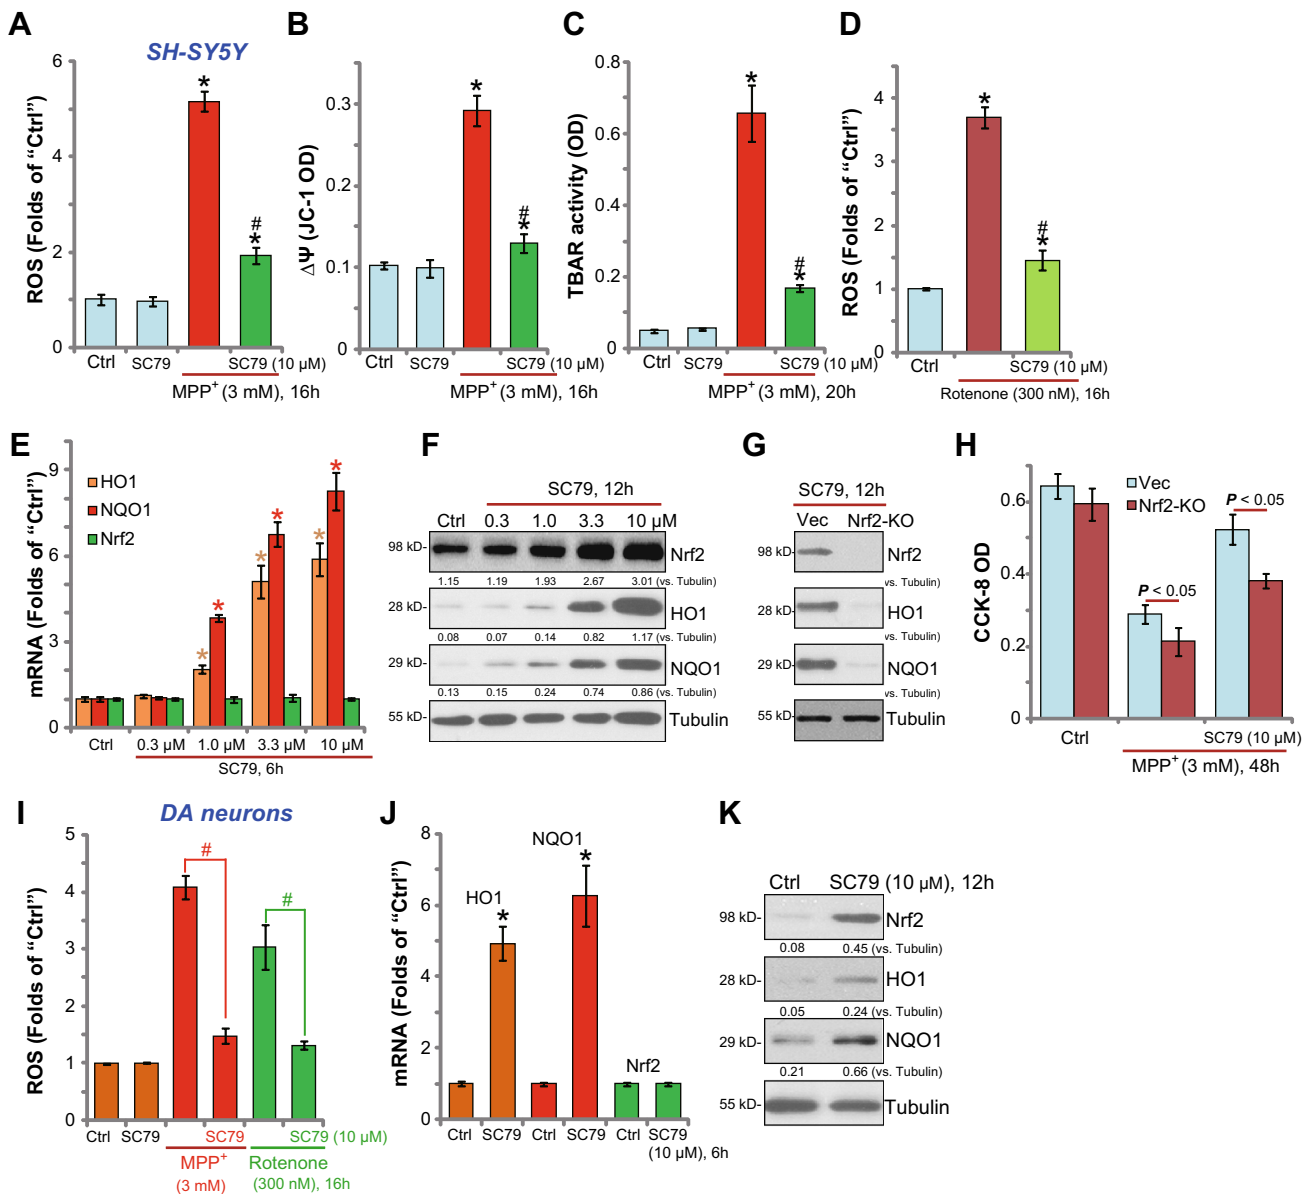 A
SH-SY5Y
ROS (Folds of “Ctrl”)
6
4
2
0
*
#
*
Ctrl SC79 SC79 (10 µM)
MPP+ (3 mM), 16h
B
ΔΨ (JC-1 OD)
0.3
0.2
0.1
0
*
#
*
Ctrl SC79 SC79 (10 µM)
MPP+ (3 mM), 16h
C
TBAR activity (OD)
0.8
0.6
0.4
0.2
0
*
#
*
Ctrl SC79 SC79 (10 µM)
MPP+ (3 mM), 20h
D
ROS (Folds of “Ctrl”)
4
3
2
1
0
*
#
*
Ctrl SC79 (10 µM)
Rotenone (300 nM), 16h
E
mRNA (Folds of “Ctrl”)
9
6
3
0
HO1
NQO1
Nrf2
* * * * * *
Ctrl 0.3 µM 1.0 µM 3.3 µM 10 µM
SC79, 6h
F
SC79, 12h
Ctrl 0.3 1.0 3.3 10 µM
98 kD- Nrf2
1.15 1.19 1.93 2.67 3.01 (vs. Tubulin)
28 kD- HO1
0.08 0.07 0.14 0.82 1.17 (vs. Tubulin)
29 kD- NQO1
0.13 0.15 0.24 0.74 0.86 (vs. Tubulin)
55 kD- Tubulin
G
SC79, 12h
Vec Nrf2-KO
98 kD- Nrf2
vs. Tubulin)
28 kD- HO1
vs. Tubulin)
29 kD- NQO1
vs. Tubulin)
55 kD- Tubulin
H
CCK-8 OD
0.6
0.4
0.2
0
Vec
Nrf2-KO
P < 0.05
P < 0.05
Ctrl SC79 (10 µM)
MPP+ (3 mM), 48h
I
DA neurons
ROS (Folds of “Ctrl”)
5
4
3
2
1
0
#
#
Ctrl SC79 SC79 SC79 (10 µM)
MPP+ Rotenone
(3 mM) (300 nM), 16h
J
mRNA (Folds of “Ctrl”)
8
6
4
2
0
HO1
*
NQO1
*
Nrf2
Ctrl SC79 Ctrl SC79 Ctrl SC79
(10 µM), 6h
K
Ctrl SC79 (10 µM), 12h
98 kD- Nrf2
0.08 0.45 (vs. Tubulin)
28 kD- HO1
0.05 0.24 (vs. Tubulin)
29 kD- NQO1
0.21 0.66 (vs. Tubulin)
55 kD- Tubulin